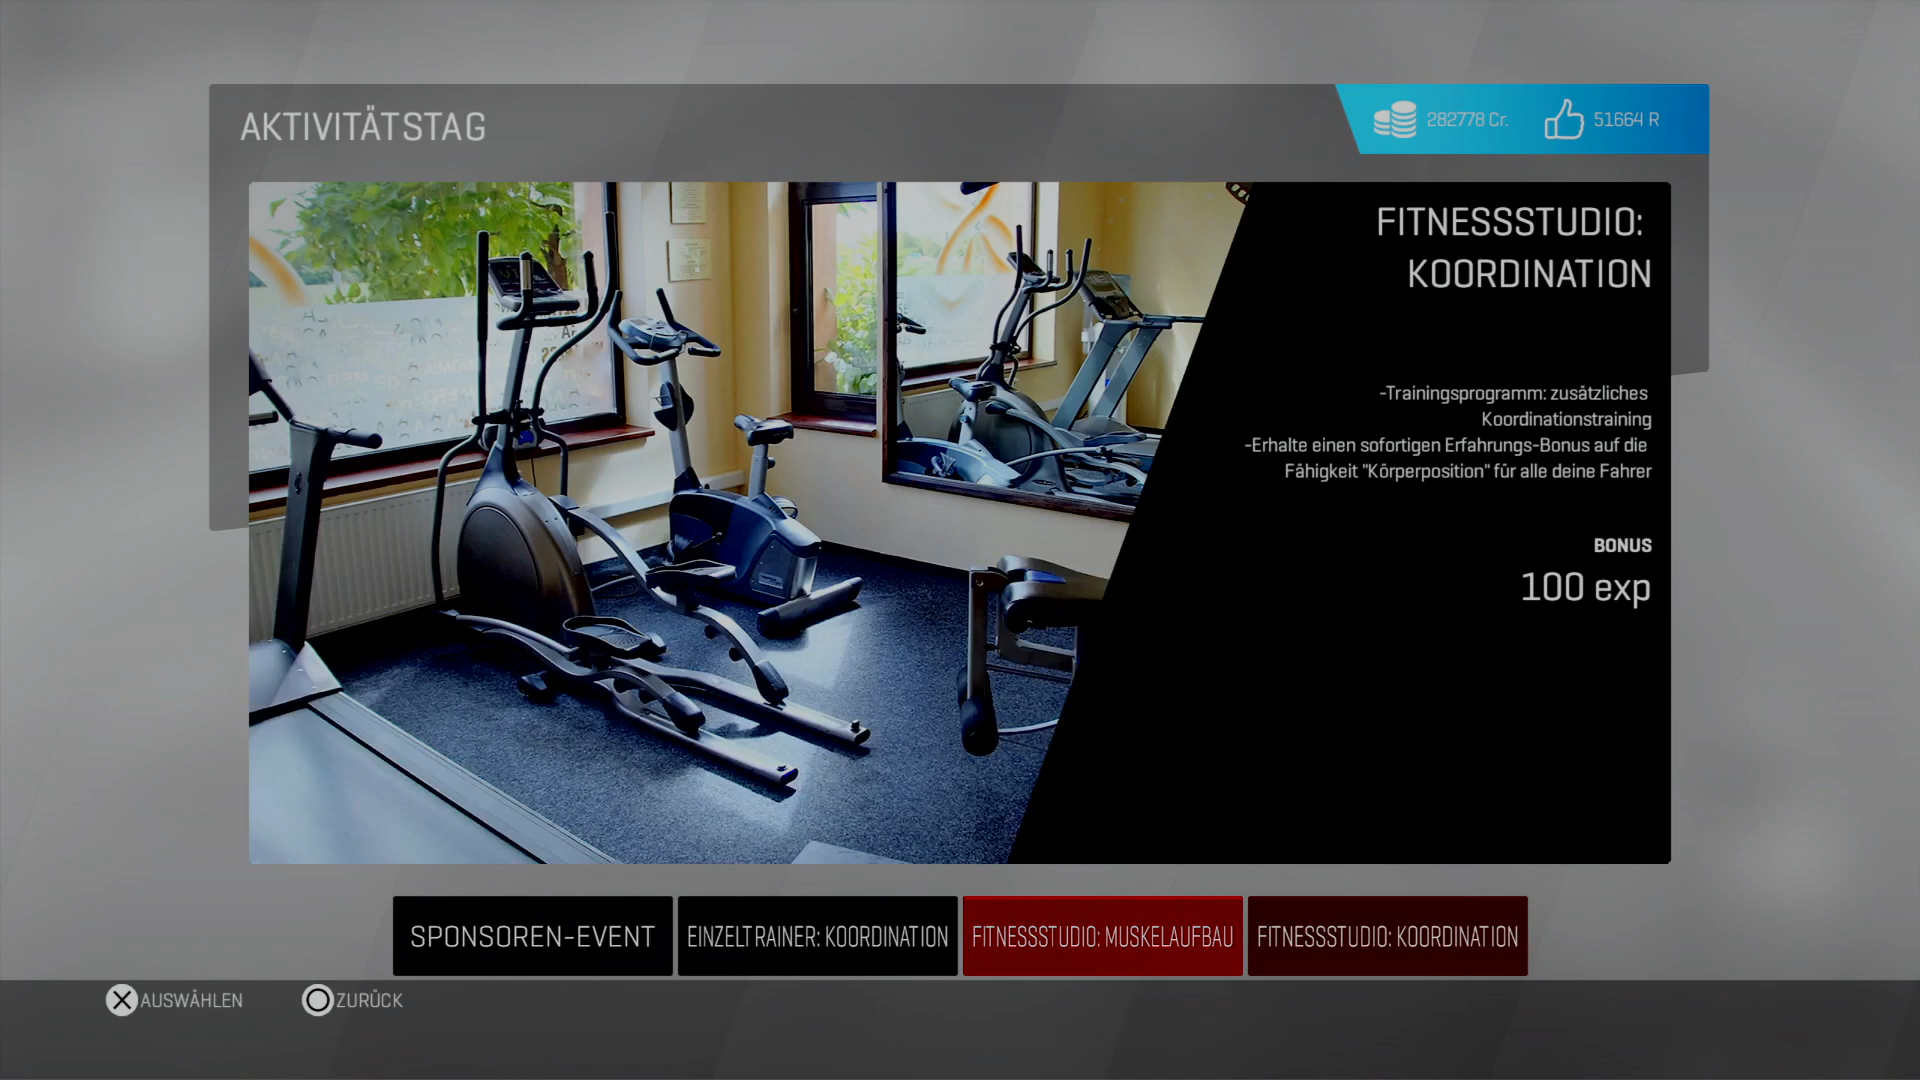 AKTIVITÄTSTAG
282778 Cr.
51664 R
FITNESSSTUDIO:
KOORDINATION
-Trainingsprogramm: zusätzliches
Koordinationstraining
-Erhalte einen sofortigen Erfahrungs-Bonus auf die
Fähigkeit "Körperposition" für alle deine Fahrer
BONUS
100 exp
SPONSOREN-EVENT
EINZELTRAINER: KOORDINATION
FITNESSSTUDIO: MUSKELAUFBAU
FITNESSSTUDIO: KOORDINATION
AUSWÄHLEN
ZURÜCK